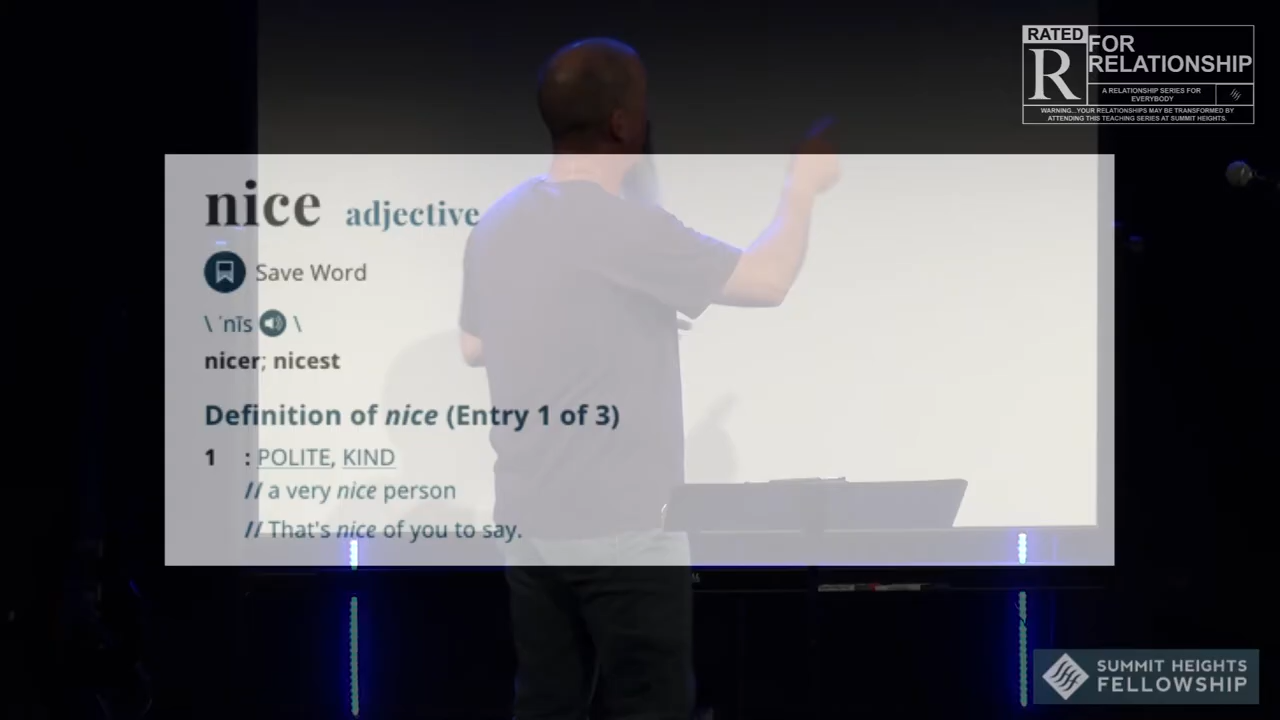 RATED
R
FOR
RELATIONSHIP
A RELATIONSHIP SERIES FOR
EVERYBODY
WARNING...YOUR RELATIONSHIPS MAY BE TRANSFORMED BY
ATTENDING THIS TEACHING SERIES AT SUMMIT HEIGHTS.
nice adjective
Save Word
\ ˈnīs \
nicer; nicest
Definition of nice (Entry 1 of 3)
1 : POLITE, KIND
// a very nice person
// That's nice of you to say.
SUMMIT HEIGHTS
FELLOWSHIP